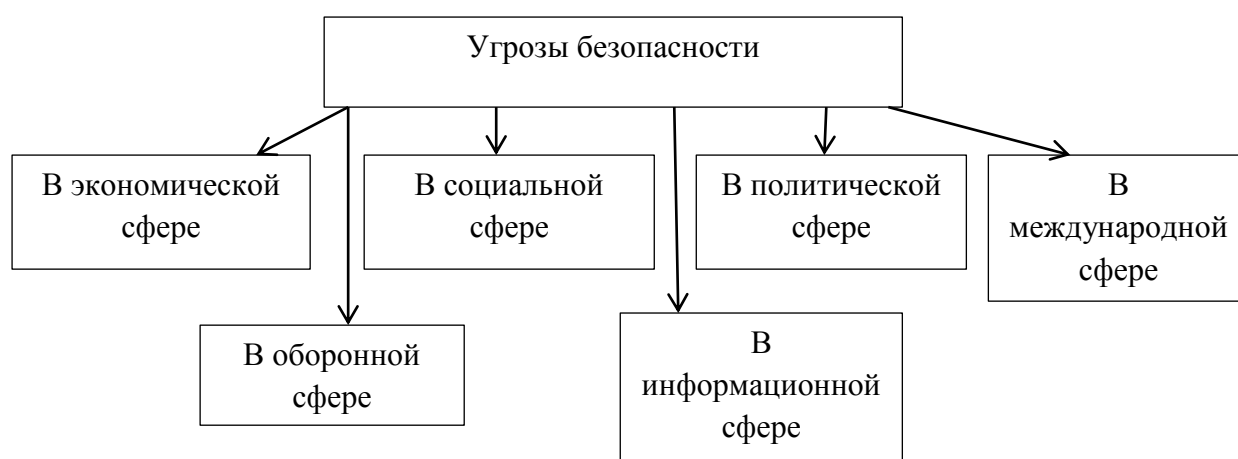 Угрозы безопасности
В экономической
сфере
В социальной
сфере
В политической
сфере
В
международной
сфере
В оборонной
сфере
В
информационной
сфере